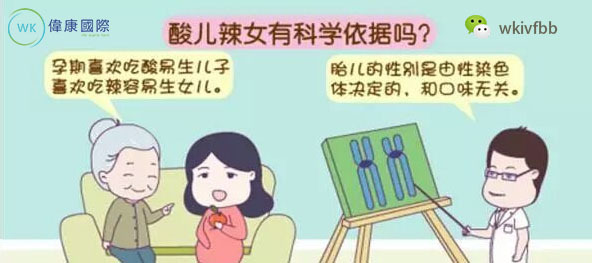 WK 偉康國際
wkivfbb
酸儿辣女有科学依据吗?
孕期喜欢吃酸易生儿子
喜欢吃辣容易生女儿。
胎儿的性别是由性染色
体决定的，和口味无关。